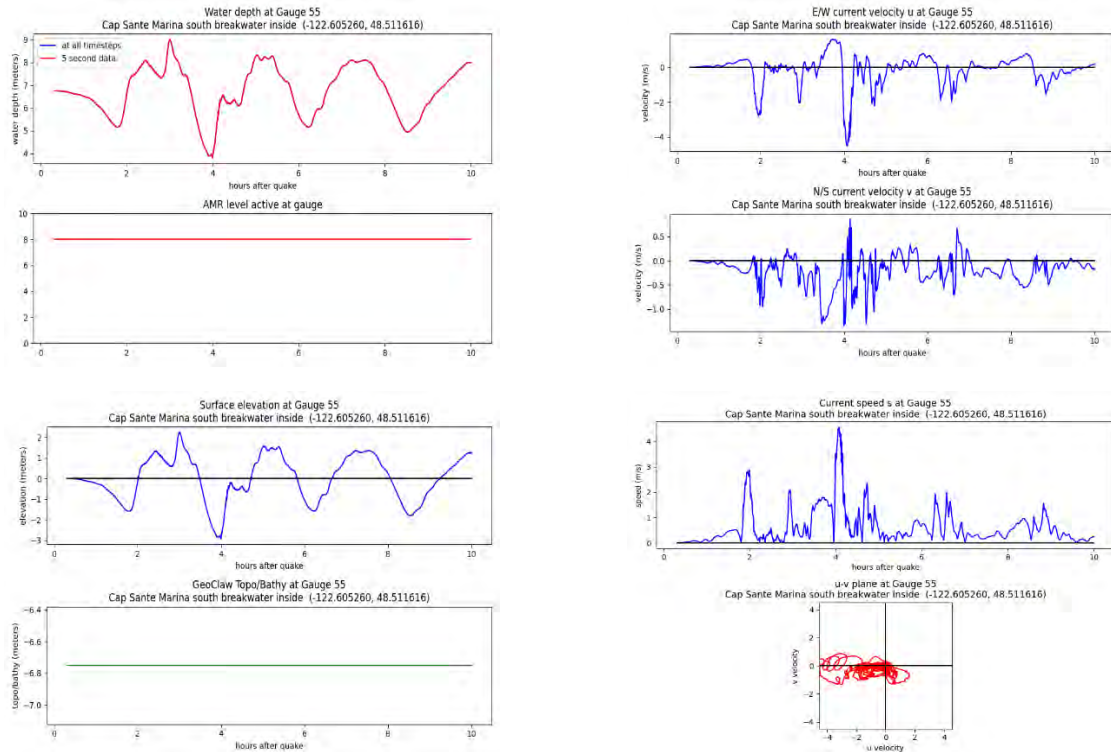 Water depth at Gauge 55
Cap Sante Marina south breakwater inside (-122.605260, 48.511616)
at all timesteps
5 second data
water depth (meters)
9
8
7
6
5
4
0 2 4 6 8 10
hours after quake
AMR level active at gauge
10
8
6
4
2
0
0 2 4 6 8 10
hours after quake
Surface elevation at Gauge 55
Cap Sante Marina south breakwater inside (-122.605260, 48.511616)
elevation (meters)
2
1
0
−1
−2
−3
0 2 4 6 8 10
hours after quake
GeoClaw Topo/Bathy at Gauge 55
Cap Sante Marina south breakwater inside (-122.605260, 48.511616)
topo/bathy (meters)
−6.4
−6.6
−6.8
−7.0
0 2 4 6 8 10
hours after quake
E/W current velocity u at Gauge 55
Cap Sante Marina south breakwater inside (-122.605260, 48.511616)
velocity (m/s)
0
−2
−4
0 2 4 6 8 10
hours after quake
N/S current velocity v at Gauge 55
Cap Sante Marina south breakwater inside (-122.605260, 48.511616)
velocity (m/s)
0.5
0.0
−0.5
−1.0
0 2 4 6 8 10
hours after quake
Current speed s at Gauge 55
Cap Sante Marina south breakwater inside (-122.605260, 48.511616)
speed (m/s)
4
3
2
1
0
0 2 4 6 8 10
hours after quake
u-v plane at Gauge 55
Cap Sante Marina south breakwater inside (-122.605260, 48.511616)
v velocity
4
2
0
−2
−4
−4 −2 0 2 4
u velocity